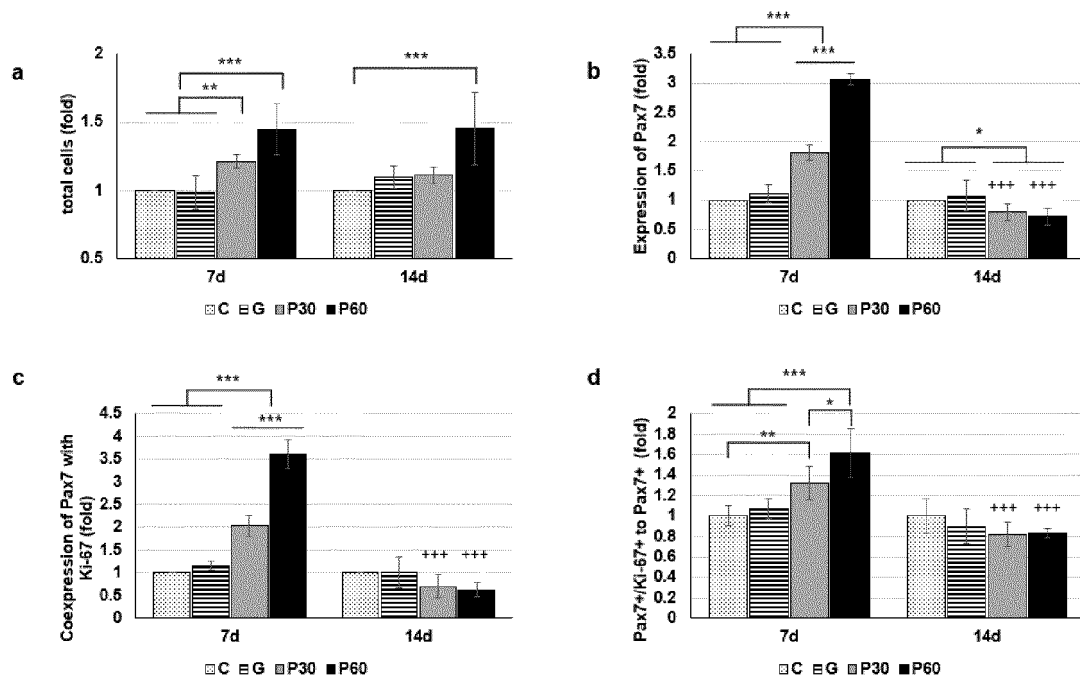 a
total cells (fold)
2
1.5
1
0.5
***
**
***
7d
14d
C G P30 P60
b
Expression of Pax7 (fold)
3.5
3
2.5
2
1.5
1
0.5
0
***
***
*
+++ +++
7d
14d
C G P30 P60
c
Coexpression of Pax7 with
Ki-67 (fold)
4.5
4
3.5
3
2.5
2
1.5
1
0.5
0
***
***
+++ +++
7d
14d
C G P30 P60
d
Pax7+/Ki-67+ to Pax7+ (fold)
2
1.8
1.6
1.4
1.2
1
0.8
0.6
0.4
0.2
0
***
*
**
+++ +++
7d
14d
C G P30 P60